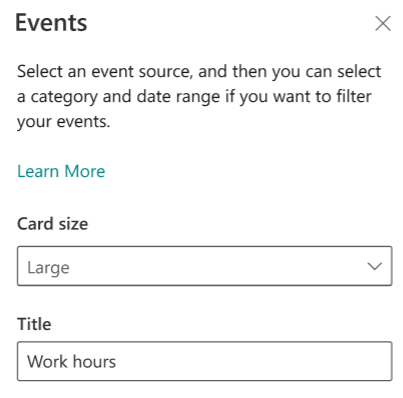 Events
Select an event source, and then you can select
a category and date range if you want to filter
your events.
Learn More
Card size
Large
Title
Work hours